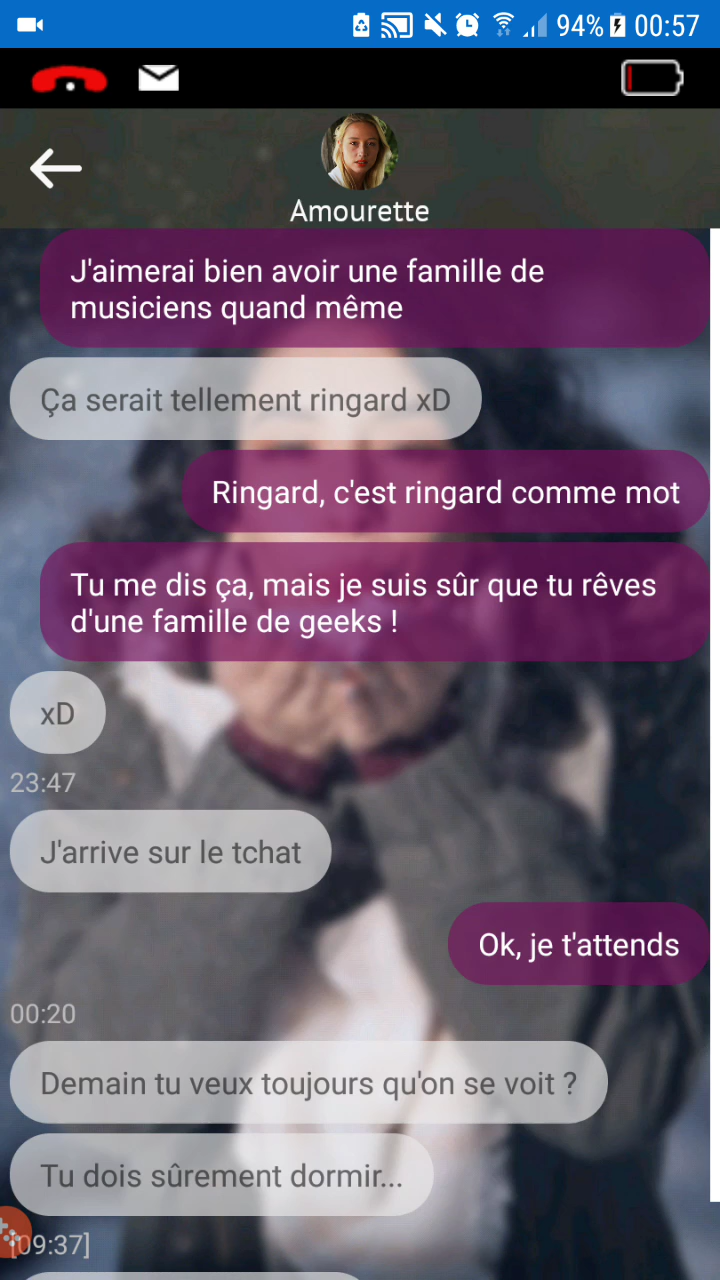 94% 00:57
Amourette
J'aimerai bien avoir une famille de
musiciens quand même
Ça serait tellement ringard xD
Ringard, c'est ringard comme mot
Tu me dis ça, mais je suis sûr que tu rêves
d'une famille de geeks !
xD
23:47
J'arrive sur le tchat
Ok, je t'attends
00:20
Demain tu veux toujours qu'on se voit ?
Tu dois sûrement dormir...
[09:37]